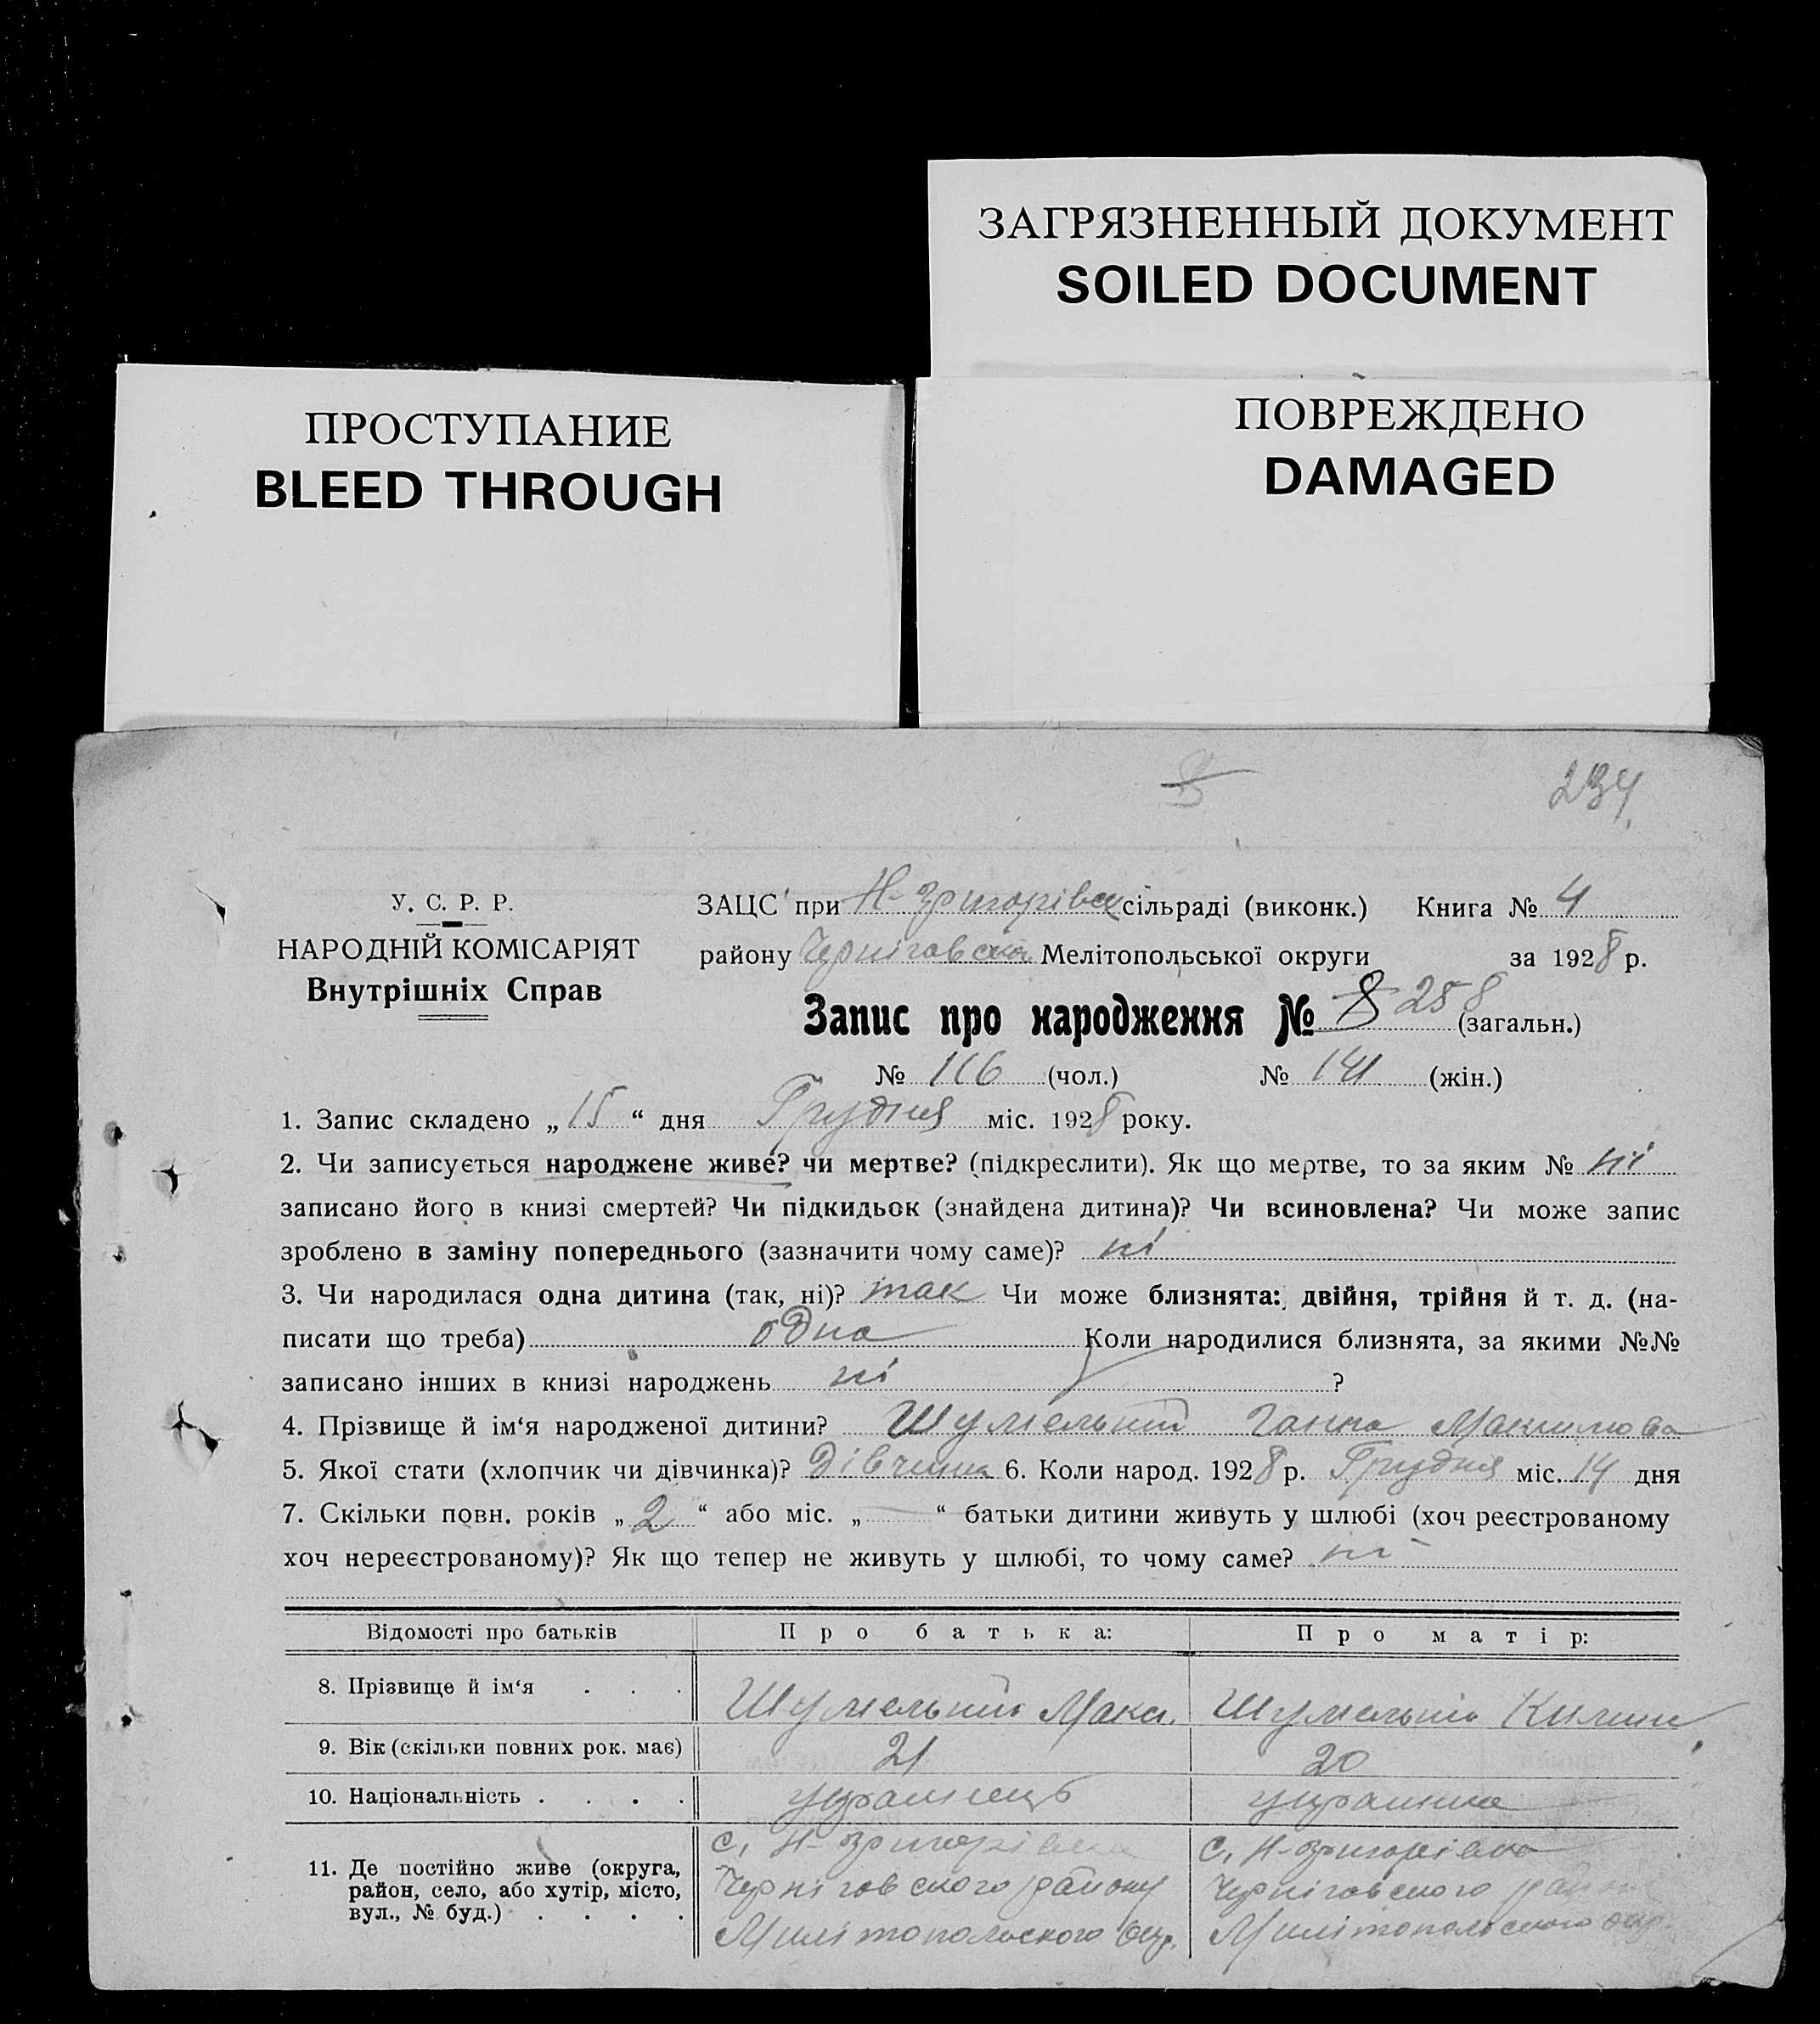 ЗАГРЯЗНЕННЫЙ ДОКУМЕНТ
SOILED DOCUMENT
ПРОСТУПАНИЕ
BLEED THROUGH
ПОВРЕЖДЕНО
DAMAGED
234
У. С. Р. Р.
НАРОДНІЙ КОМІСАРІЯТ
Внутрішніх Справ
ЗАЦС при Н-Григорівск сільраді (виконк.) Книга № 4
району Черніговська Мелітопольської округи за 1928 р.
Запис про народження № 258 (загальн.)
№ 116 (чол.) № 141 (жін.)
1. Запис складено „15“ дня Грудня міс. 1928 року.
2. Чи записується народжене живе? чи мертве? (підкреслити). Як що мертве, то за яким № ні
записано його в книзі смертей? Чи підкидьок (знайдена дитина)? Чи всиновлена? Чи може запис
зроблено в заміну попереднього (зазначити чому саме)? ні
3. Чи народилася одна дитина (так, ні)? так Чи може близнята: двійня, трійня й т. д. (на-
писати що треба) одна Коли народилися близнята, за якими №№
записано інших в книзі народжень ні ?
4. Прізвище й ім‘я народженої дитини? Шумельний Ганна Максимова
5. Якої стати (хлопчик чи дівчинка)? Дівчинка 6. Коли народ. 1928 р. Грудня міс. 14 дня
7. Скільки повн. років „2“ або міс. „—“ батьки дитини живуть у шлюбі (хоч реєстрованому
хоч нереєстрованому)? Як що тепер не живуть у шлюбі, то чому саме? ні
Відомості про батьків Про батька: Про матір:
8. Прізвище й ім‘я . . . Шумельний Макс. Шумельна
9. Вік (скільки повних рок. має) 21 20
10. Національність . . . . українець українка
11. Де постійно живе (округа, район, село, або хутір, місто, вул., № буд.) . . . .
с. Н-Григорівка
Черніговського району
Милітопольского Окр.
с. Н-Григорівка
Черніговського району
Милітопольського окр.